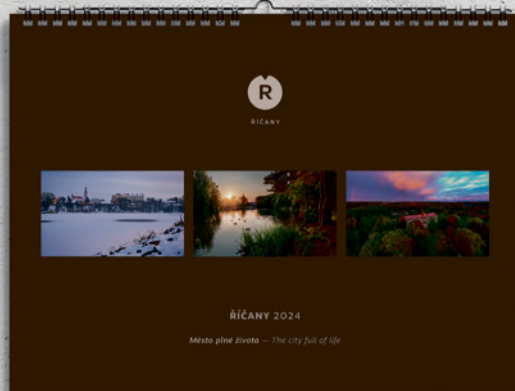 Ř
ŘÍČANY
ŘÍČANY 2024
Město plné života — The city full of life